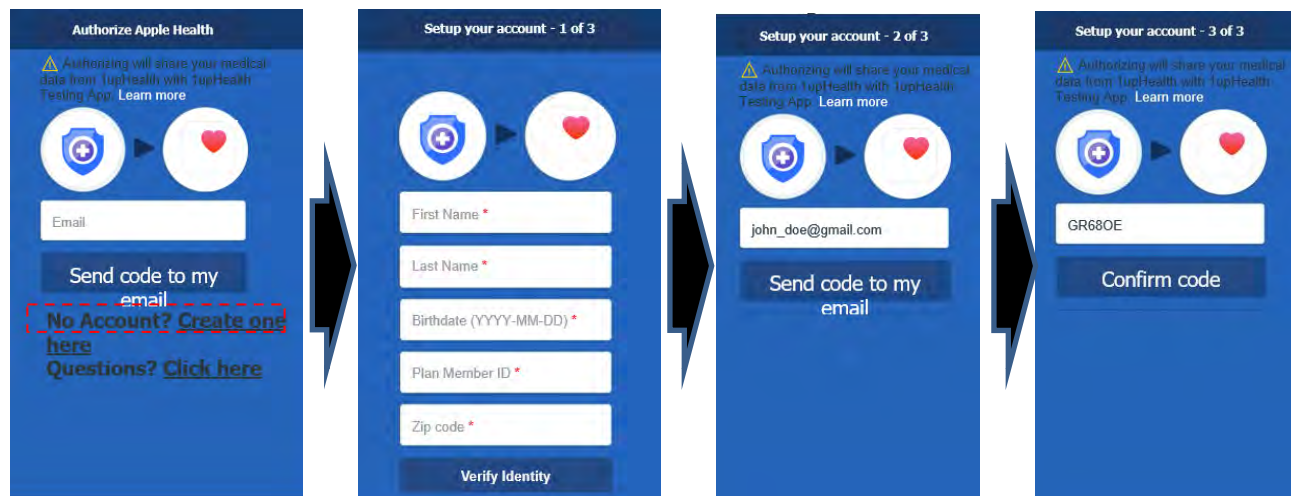 Authorize Apple Health
Authorizing will share your medical
data from 1upHealth with 1upHealth
Testing App. Learn more
Email
Send code to my
email
No Account? Create one
here
Questions? Click here
Setup your account - 1 of 3
First Name *
Last Name *
Birthdate (YYYY-MM-DD) *
Plan Member ID *
Zip code *
Verify Identity
Setup your account - 2 of 3
Authorizing will share your medical
data from 1upHealth with 1upHealth
Testing App. Learn more
john_doe@gmail.com
Send code to my
email
Setup your account - 3 of 3
Authorizing will share your medical
data from 1upHealth with 1upHealth
Testing App. Learn more
GR68OE
Confirm code